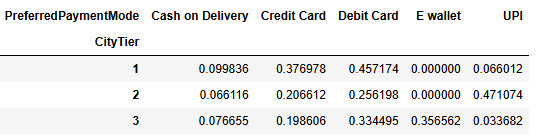 PreferredPaymentMode Cash on Delivery Credit Card Debit Card E wallet UPI
CityTier
1 0.099836 0.376978 0.457174 0.000000 0.066012
2 0.066116 0.206612 0.256198 0.000000 0.471074
3 0.076655 0.198606 0.334495 0.356562 0.033682